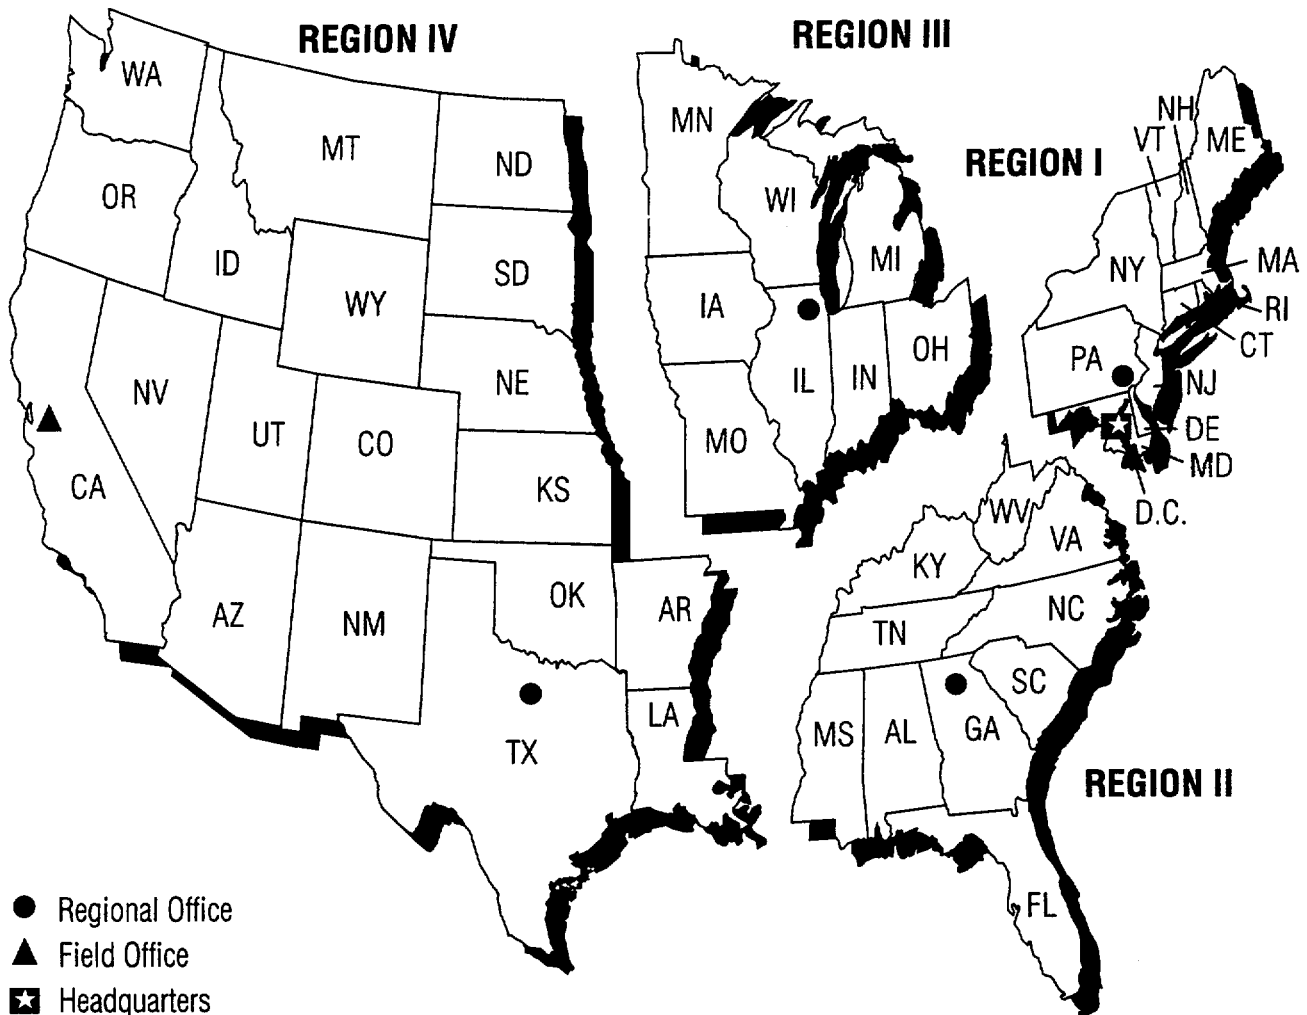 REGION IV
REGION III
REGION I
REGION II
WA
OR
ID
MT
ND
SD
WY
NE
NV
UT
CO
KS
CA
AZ
NM
OK
TX
AR
LA
MN
WI
MI
IA
IL
IN
OH
MO
NH
VT
ME
NY
MA
RI
CT
PA
NJ
DE
MD
D.C.
WV
VA
KY
NC
TN
SC
MS
AL
GA
FL
Regional Office
Field Office
Headquarters